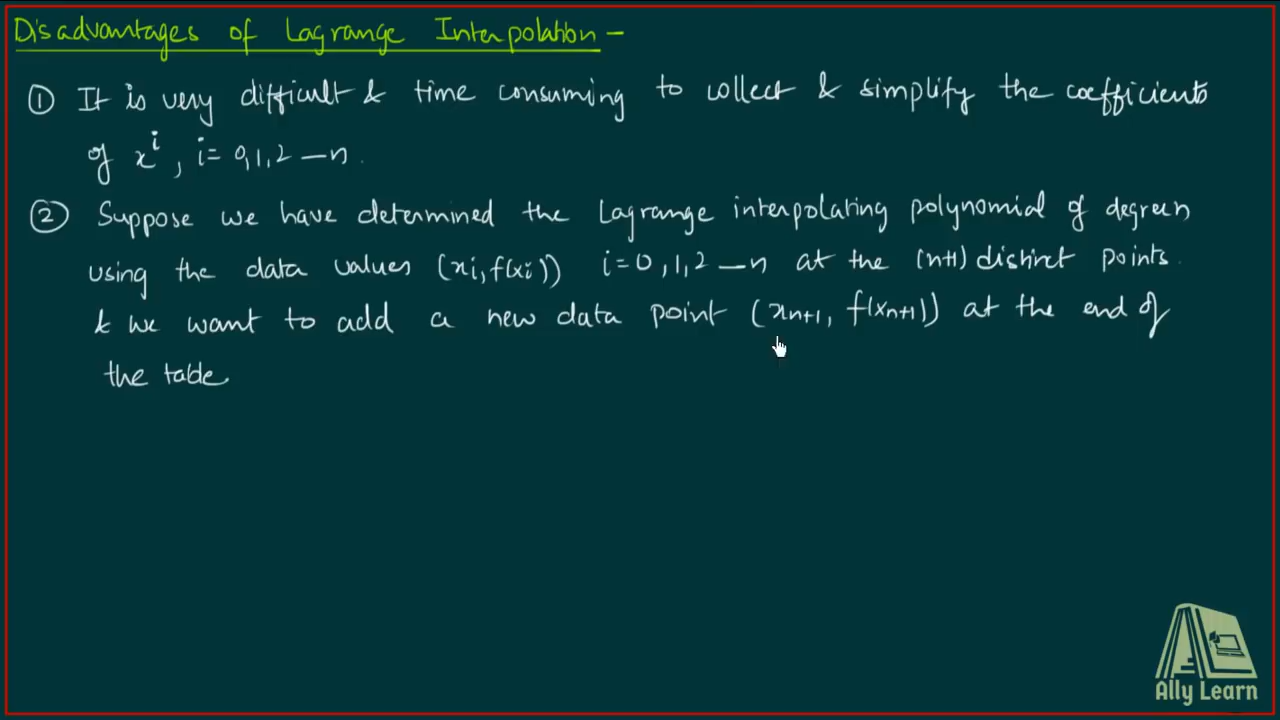 Disadvantages of Lagrange Interpolation -
① It is very difficult & time consuming to collect & simplify the coefficients
of xⁱ, i = 0,1,2 — n.
② Suppose we have determined the Lagrange interpolating polynomial of degree n
using the data values (xi, f(xi)) i = 0, 1, 2 — n at the (n+1) distinct points.
& we want to add a new data point (xn+1, f(xn+1)) at the end of
the table
Ally Learn